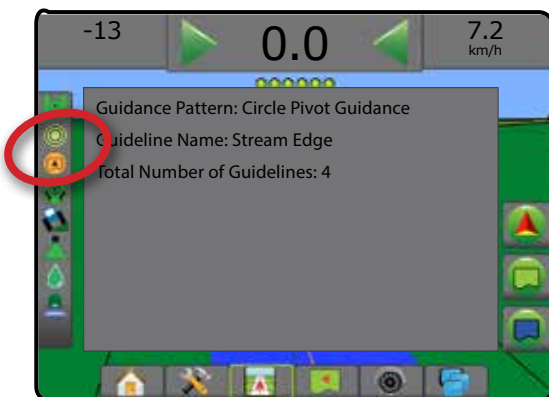 -13
0.0
7.2
km/h
Guidance Pattern: Circle Pivot Guidance
Guideline Name: Stream Edge
Total Number of Guidelines: 4